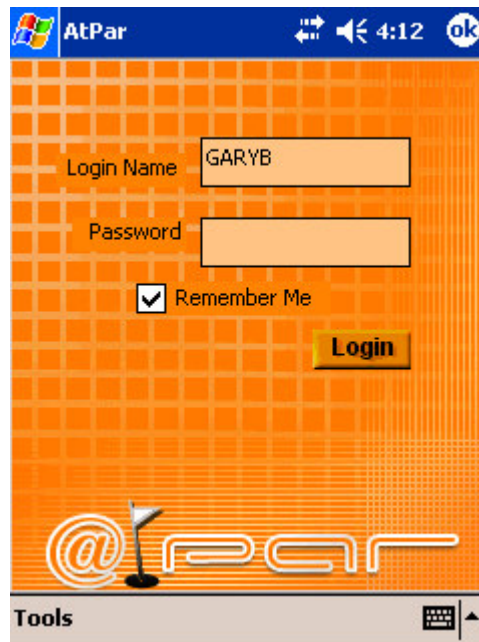 AtPar 4:12 ok
Login Name GARYB
Password
Remember Me
Login
@par
Tools